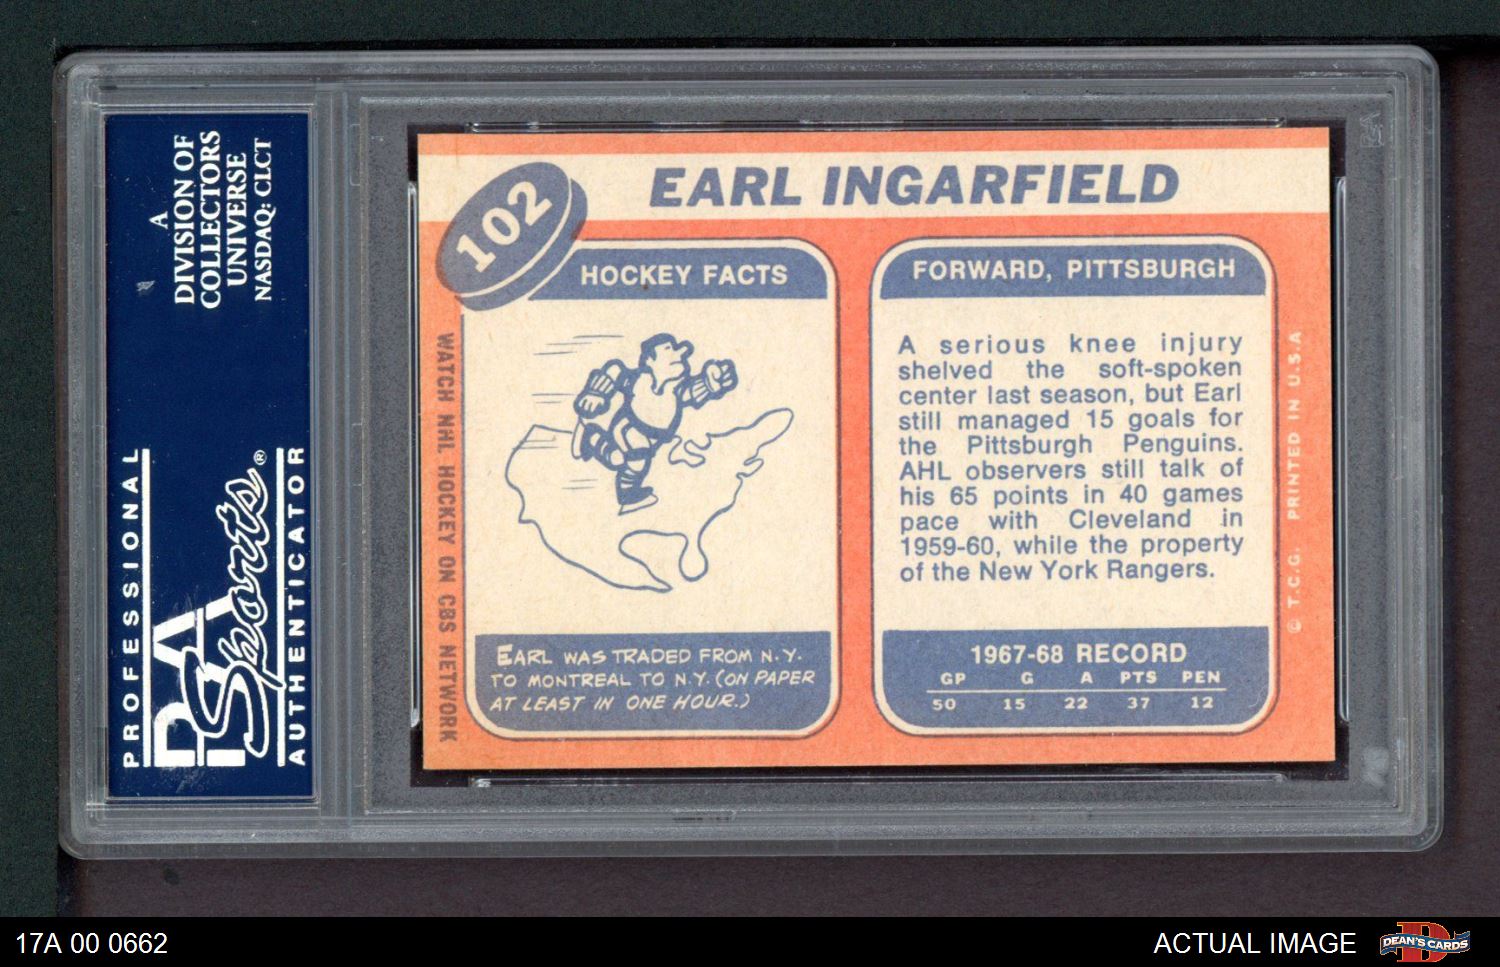 A
DIVISION OF
COLLECTORS
UNIVERSE
NASDAQ: CLCT
PROFESSIONAL
PSA
Sports®
AUTHENTICATOR
102
EARL INGARFIELD
HOCKEY FACTS
WATCH NHL HOCKEY ON CBS NETWORK
EARL WAS TRADED FROM N.Y.
TO MONTREAL TO N.Y. (ON PAPER
AT LEAST IN ONE HOUR.)
FORWARD, PITTSBURGH
A serious knee injury
shelved the soft-spoken
center last season, but Earl
still managed 15 goals for
the Pittsburgh Penguins.
AHL observers still talk of
his 65 points in 40 games
pace with Cleveland in
1959-60, while the property
of the New York Rangers.
1967-68 RECORD
GP G A PTS PEN
50 15 22 37 12
© T.C.G. PRINTED IN U.S.A
17A 00 0662
ACTUAL IMAGE
D
DEAN'S CARDS